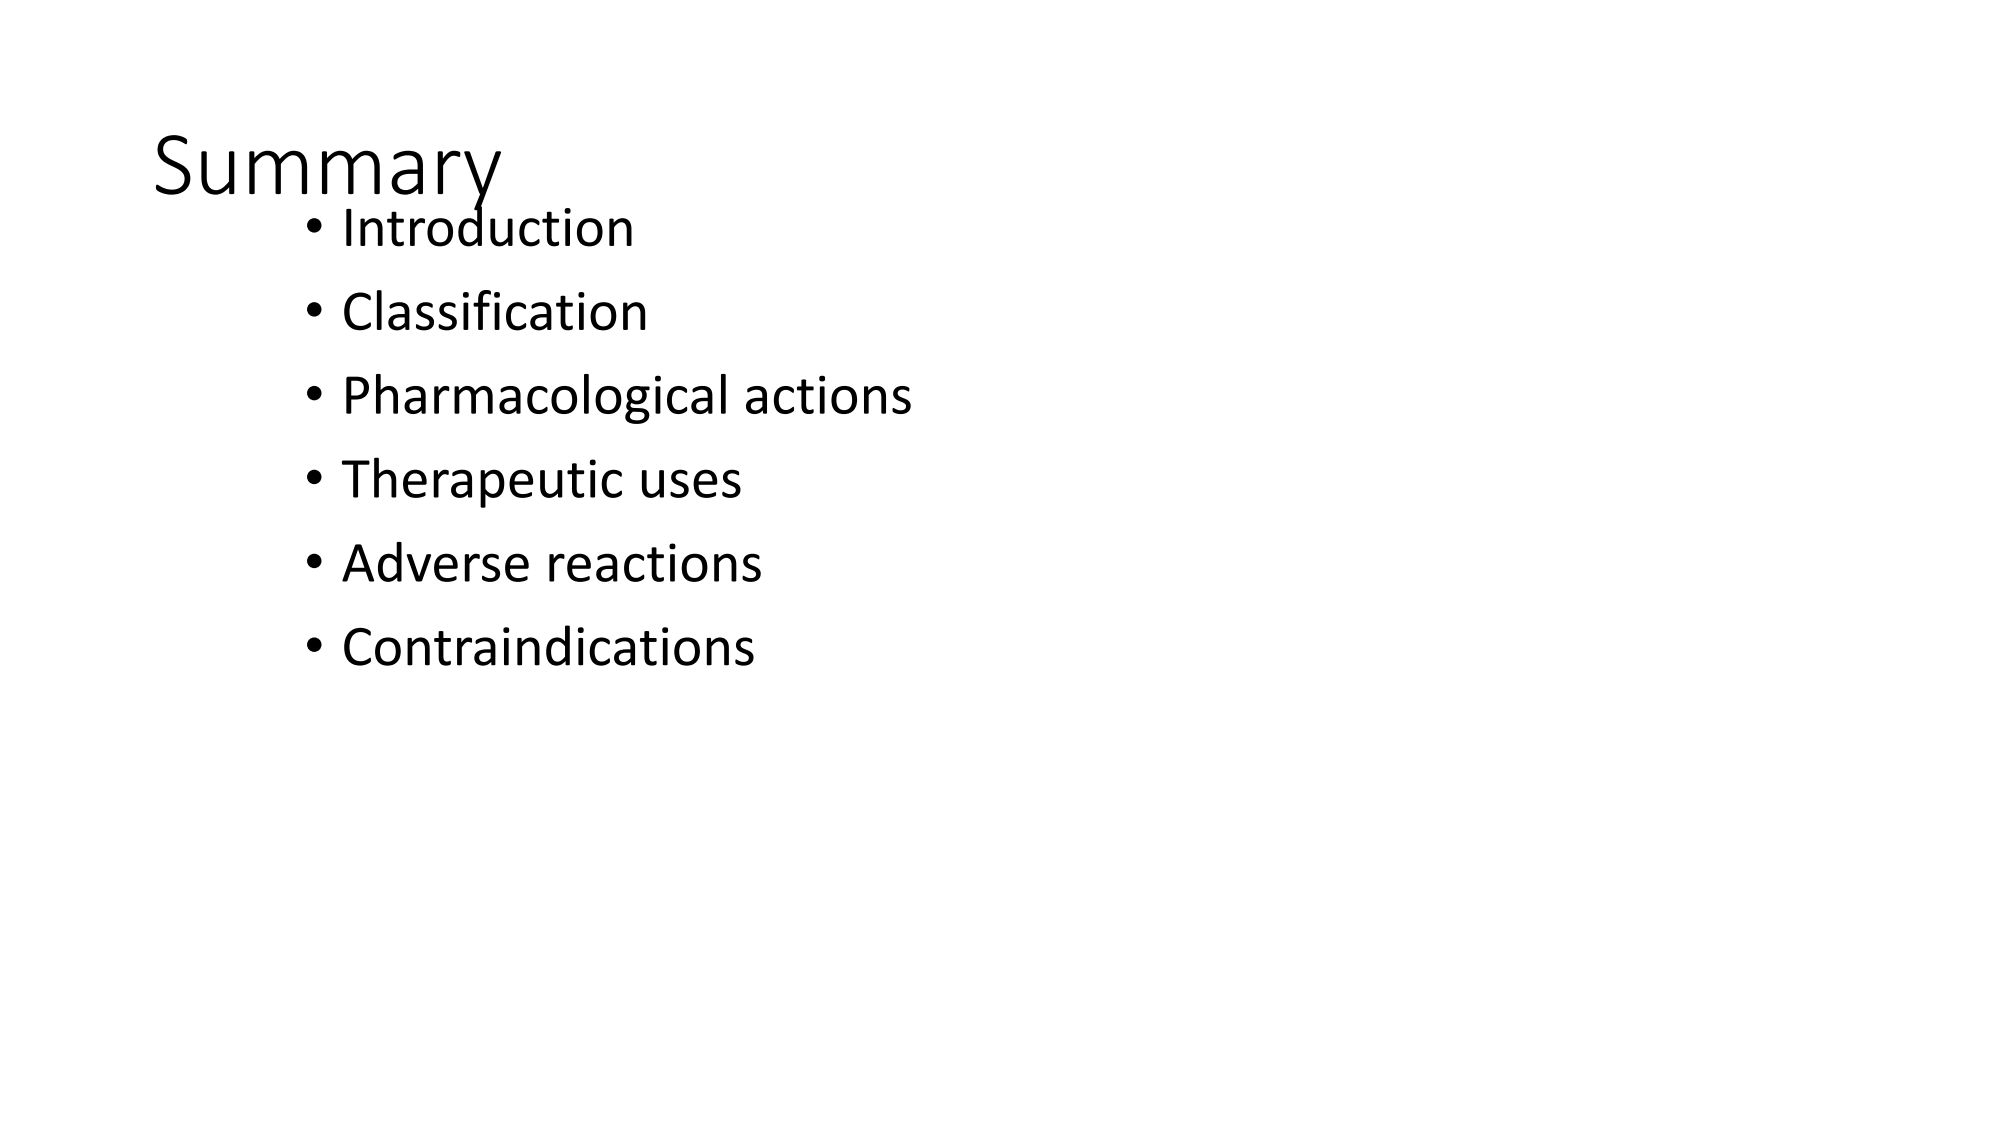 Summary
• Introduction
• Classification
• Pharmacological actions
• Therapeutic uses
• Adverse reactions
• Contraindications